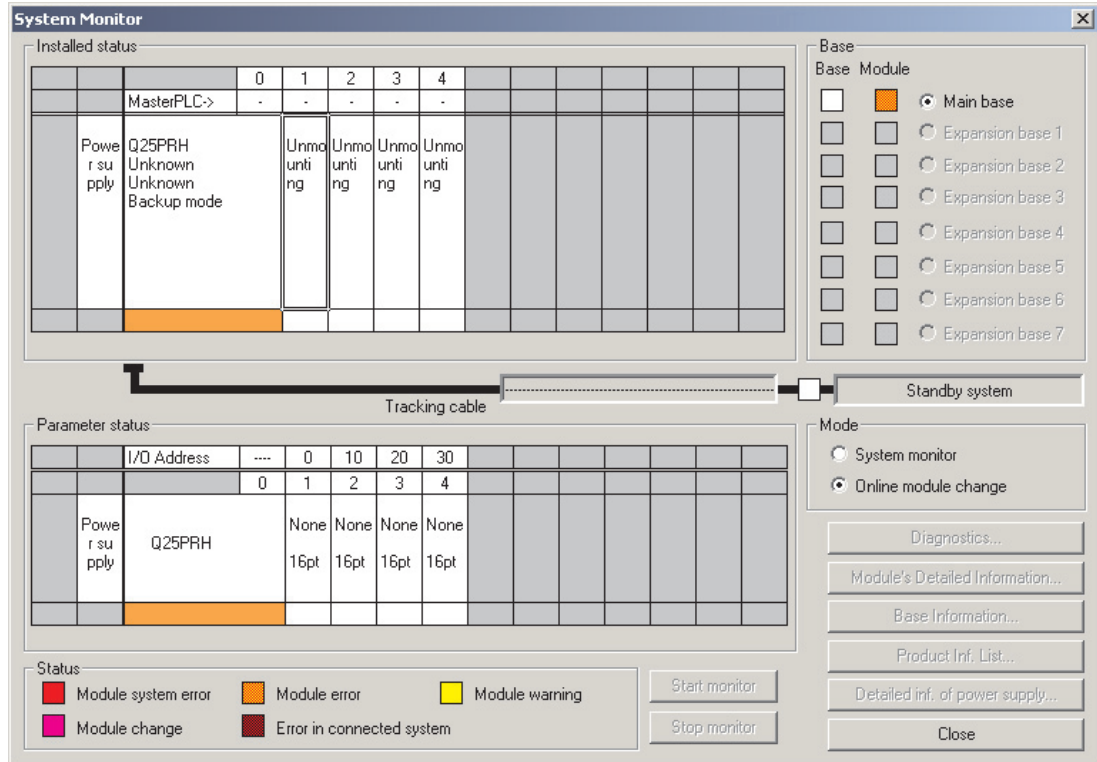 System Monitor
Installed status
0 1 2 3 4
MasterPLC-> - - - - -
Powe Q25PRH Unmo Unmo Unmo Unmo
r su Unknown unti unti unti unti
pply Unknown ng ng ng ng
Backup mode
Base
Base Module
Main base
Expansion base 1
Expansion base 2
Expansion base 3
Expansion base 4
Expansion base 5
Expansion base 6
Expansion base 7
Tracking cable
Standby system
Parameter status
I/O Address ---- 0 10 20 30
0 1 2 3 4
Powe None None None None
r su Q25PRH
pply 16pt 16pt 16pt 16pt
Mode
System monitor
Online module change
Diagnostics...
Module's Detailed Information...
Base Information...
Product Inf. List...
Detailed inf. of power supply...
Close
Status
Module system error Module error Module warning
Module change Error in connected system
Start monitor
Stop monitor